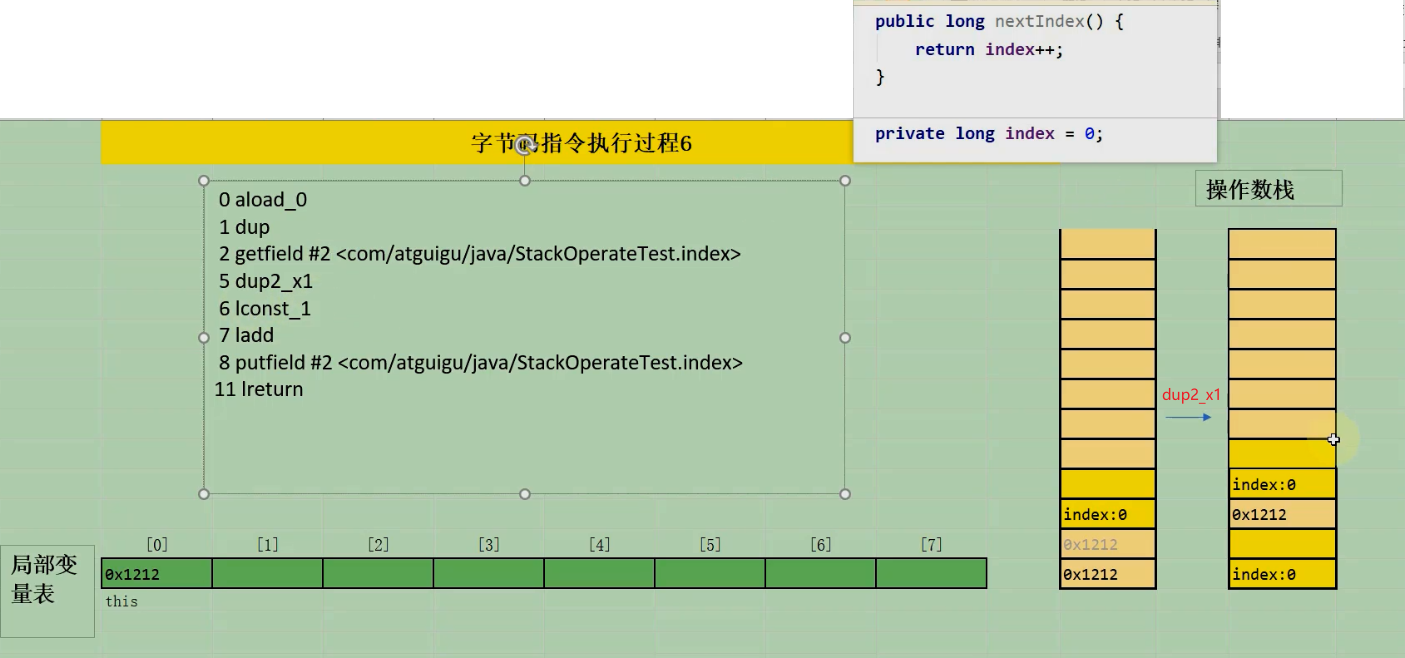 public long nextIndex() {
return index++;
}
private long index = 0;
字节码指令执行过程6
0 aload_0
1 dup
2 getfield #2 <com/atguigu/java/StackOperateTest.index>
5 dup2_x1
6 lconst_1
7 ladd
8 putfield #2 <com/atguigu/java/StackOperateTest.index>
11 lreturn
操作数栈
dup2_x1
index:0
0x1212
0x1212
index:0
0x1212
index:0
局部变
量表
[0] [1] [2] [3] [4] [5] [6] [7]
0x1212
this